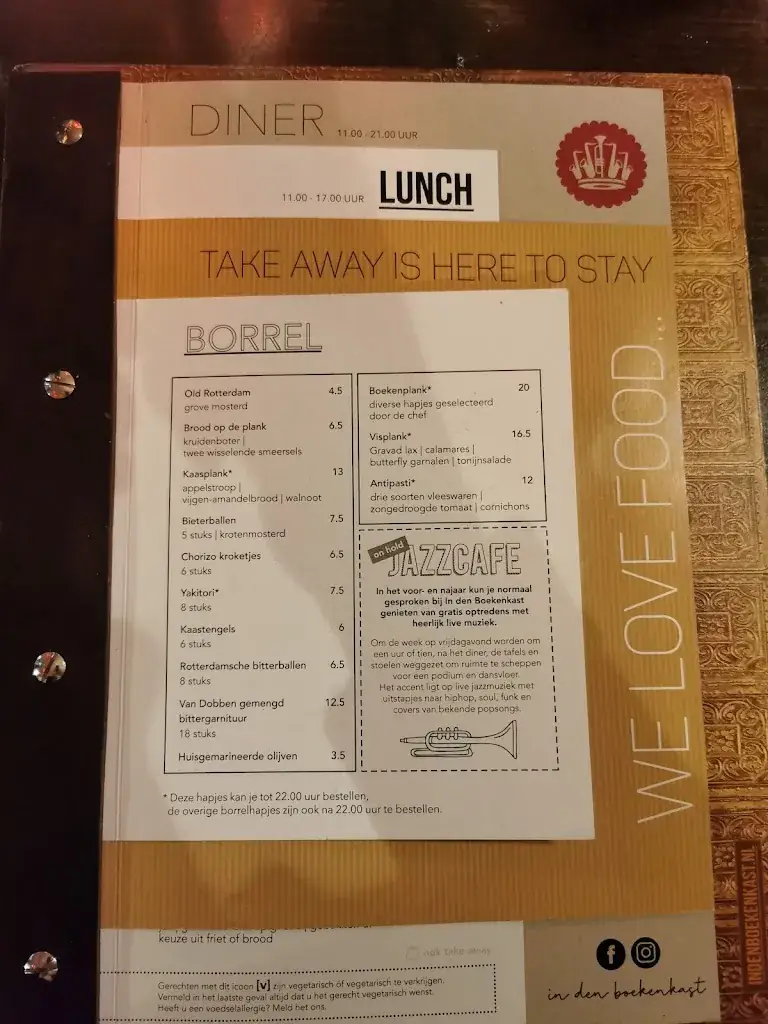 DINER 11.00 - 21.00 UUR
11.00 - 17.00 UUR LUNCH
TAKE AWAY IS HERE TO STAY
BORREL
Old Rotterdam 4.5
grove mosterd
Brood op de plank 6.5
kruidenboter |
twee wisselende smeersels
Kaasplank* 13
appelstroop |
vijgen-amandelbrood | walnoot
Bieterballen 7.5
5 stuks | krotenmosterd
Chorizo kroketjes 6.5
6 stuks
Yakitori* 7.5
8 stuks
Kaastengels 6
6 stuks
Rotterdamsche bitterballen 6.5
8 stuks
Van Dobben gemengd 12.5
bittergarnituur
18 stuks
Huisgemarineerde olijven 3.5
Boekenplank* 20
diverse hapjes geselecteerd
door de chef
Visplank* 16.5
Gravad lax | calamares |
butterfly garnalen | tonijnsalade
Antipasti* 12
drie soorten vleeswaren |
zongedroogde tomaat | cornichons
on hold
JAZZCAFE
In het voor- en najaar kun je normaal
gesproken bij In den Boekenkast
genieten van gratis optredens met
heerlijk live muziek.
Om de week op vrijdagavond worden om
een uur of tien, na het diner, de tafels en
stoelen weggezet om ruimte te scheppen
voor een podium en dansvloer.
Het accent ligt op live jazzmuziek met
uitstapjes naar hiphop, soul, funk en
covers van bekende popsongs.
* Deze hapjes kan je tot 22.00 uur bestellen,
de overige borrelhapjes zijn ook na 22.00 uur te bestellen.
WE LOVE FOOD...
keuze uit friet of brood
ook take away
Gerechten met dit icoon [v] zijn vegetarisch óf vegetarisch te verkrijgen.
Vermeld in het laatste geval altijd dat u het gerecht vegetarisch wenst.
Heeft u een voedselallergie? Meld het ons.
in den boekenkast
NDENBOEKENKAST.NL